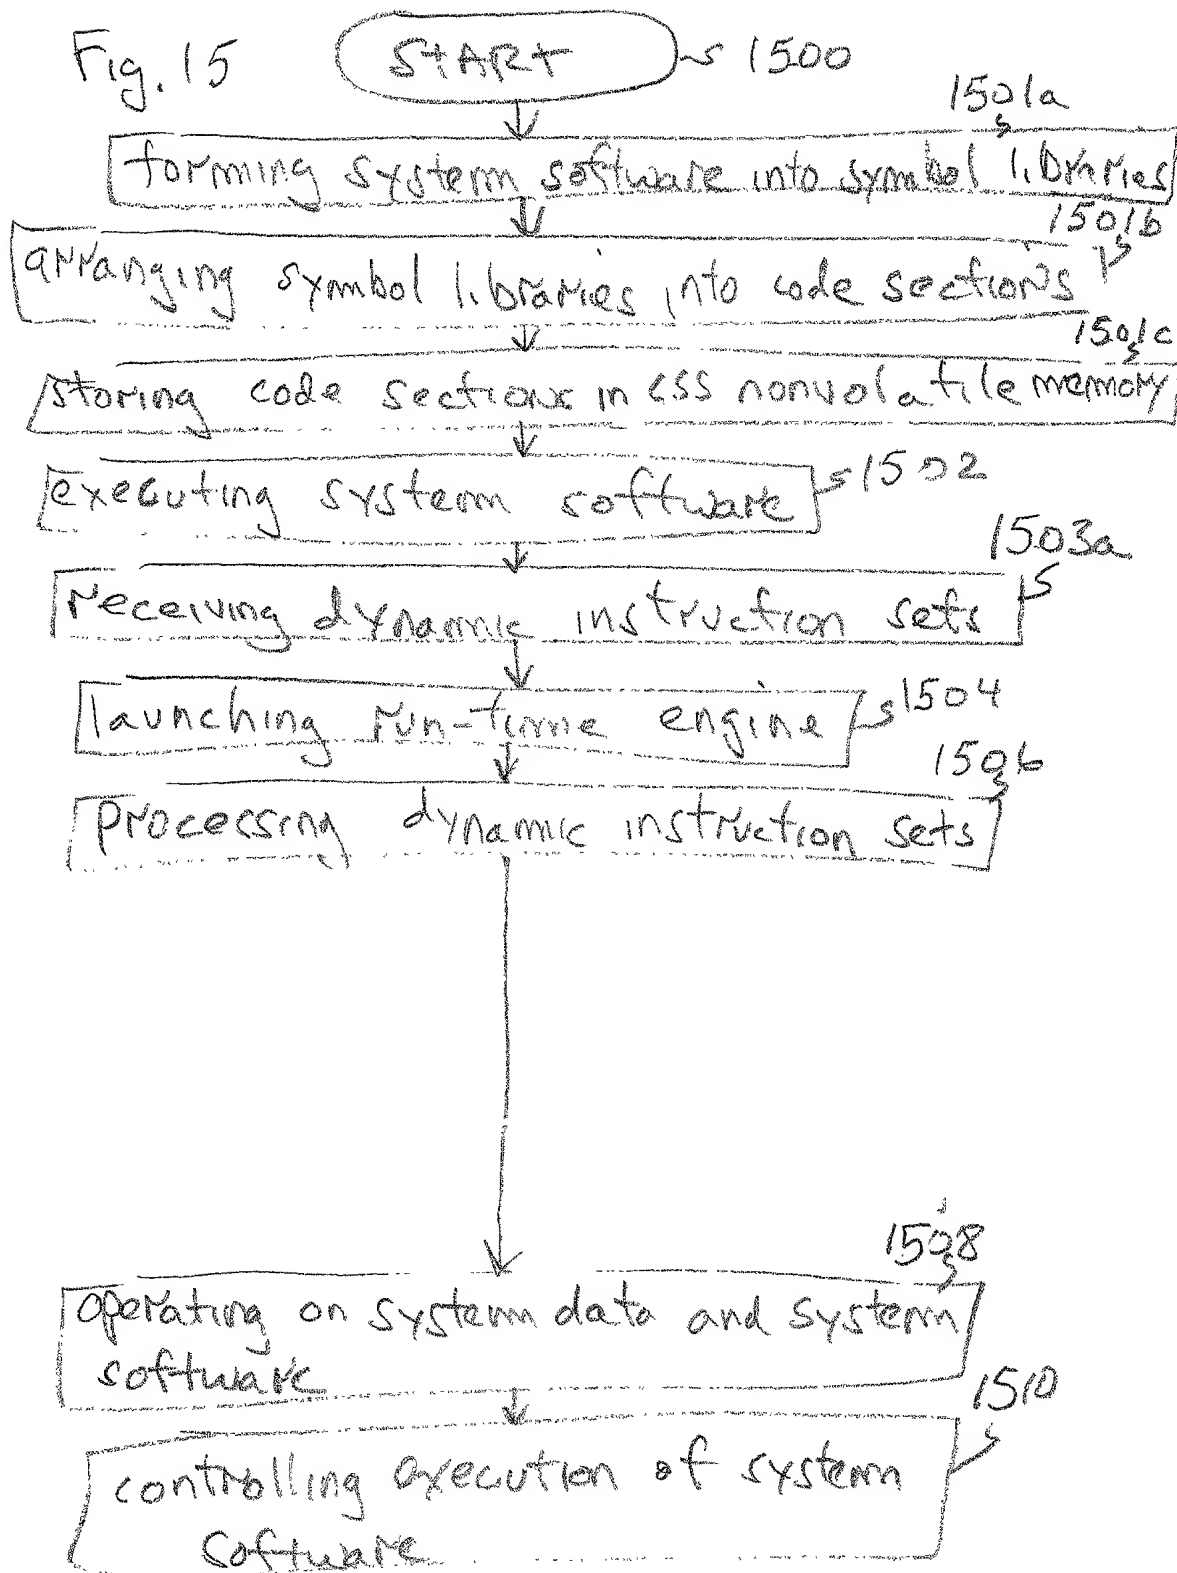 Fig. 15
START 1500
1501a
forming system software into symbol libraries
1501b
arranging symbol libraries into code sections
1501c
storing code sections in CSS nonvolatile memory
executing system software 1502
1503a
receiving dynamic instruction sets
launching run-time engine 1504
1506
processing dynamic instruction sets
1508
operating on system data and system
software
1510
controlling execution of system
software